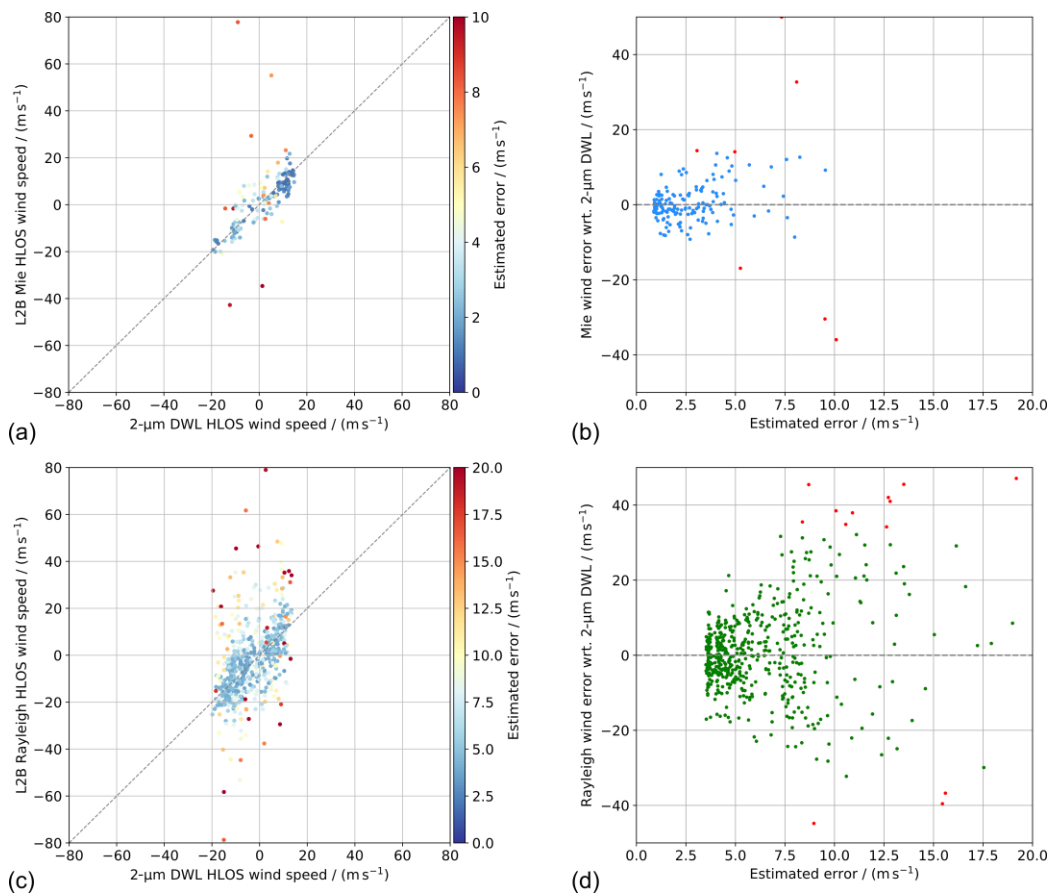 80
60
40
20
0
−20
−40
−60
−80
L2B Mie HLOS wind speed / (m s⁻¹)
−80 −60 −40 −20 0 20 40 60 80
2-μm DWL HLOS wind speed / (m s⁻¹)
10
8
6
4
2
0
Estimated error / (m s⁻¹)
(a)
40
20
0
−20
−40
Mie wind error wrt. 2-μm DWL / (m s⁻¹)
0.0 2.5 5.0 7.5 10.0 12.5 15.0 17.5 20.0
Estimated error / (m s⁻¹)
(b)
80
60
40
20
0
−20
−40
−60
−80
L2B Rayleigh HLOS wind speed / (m s⁻¹)
−80 −60 −40 −20 0 20 40 60 80
2-μm DWL HLOS wind speed / (m s⁻¹)
20.0
17.5
15.0
12.5
10.0
7.5
5.0
2.5
0.0
Estimated error / (m s⁻¹)
(c)
40
20
0
−20
−40
Rayleigh wind error wrt. 2-μm DWL / (m s⁻¹)
0.0 2.5 5.0 7.5 10.0 12.5 15.0 17.5 20.0
Estimated error / (m s⁻¹)
(d)